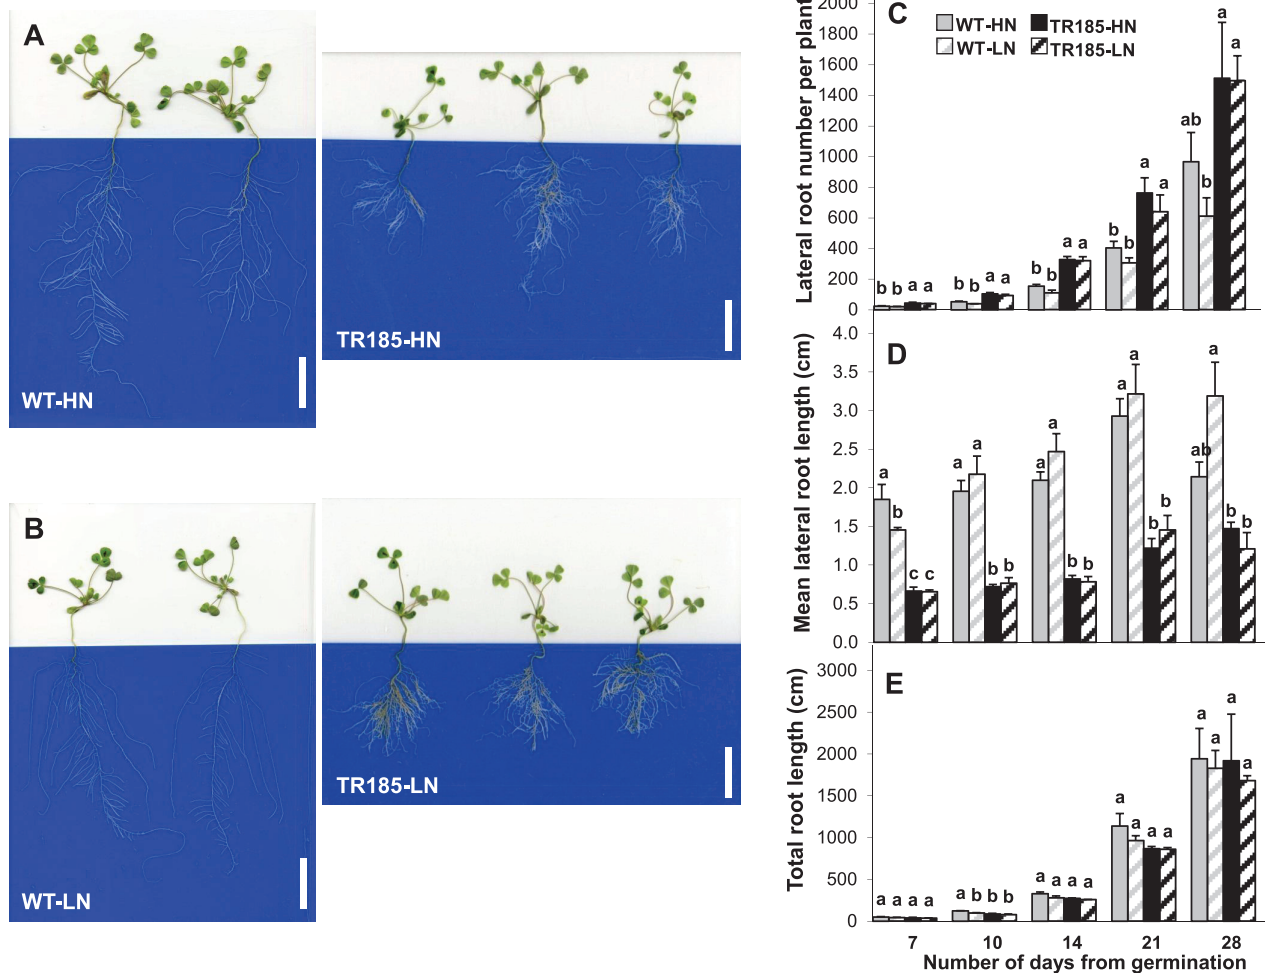 A
WT-HN
TR185-HN
B
WT-LN
TR185-LN
C
WT-HN TR185-HN
WT-LN TR185-LN
Lateral root number per plant
2000
1800
1600
1400
1200
1000
800
600
400
200
0
b b a a
b b a a
b b a a
b b a a
ab b a a
D
Mean lateral root length (cm)
4.0
3.5
3.0
2.5
2.0
1.5
1.0
0.5
0.0
a b c c
a a b b
a a b b
a a b b
ab a b b
E
Total root length (cm)
3000
2500
2000
1500
1000
500
0
a a a a
a b b b
a a a a
a a a a
a a a a
7 10 14 21 28
Number of days from germination